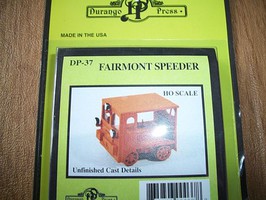 Durango Press
MADE IN THE USA
DP-37 FAIRMONT SPEEDER
HO SCALE
Unfinished Cast Details